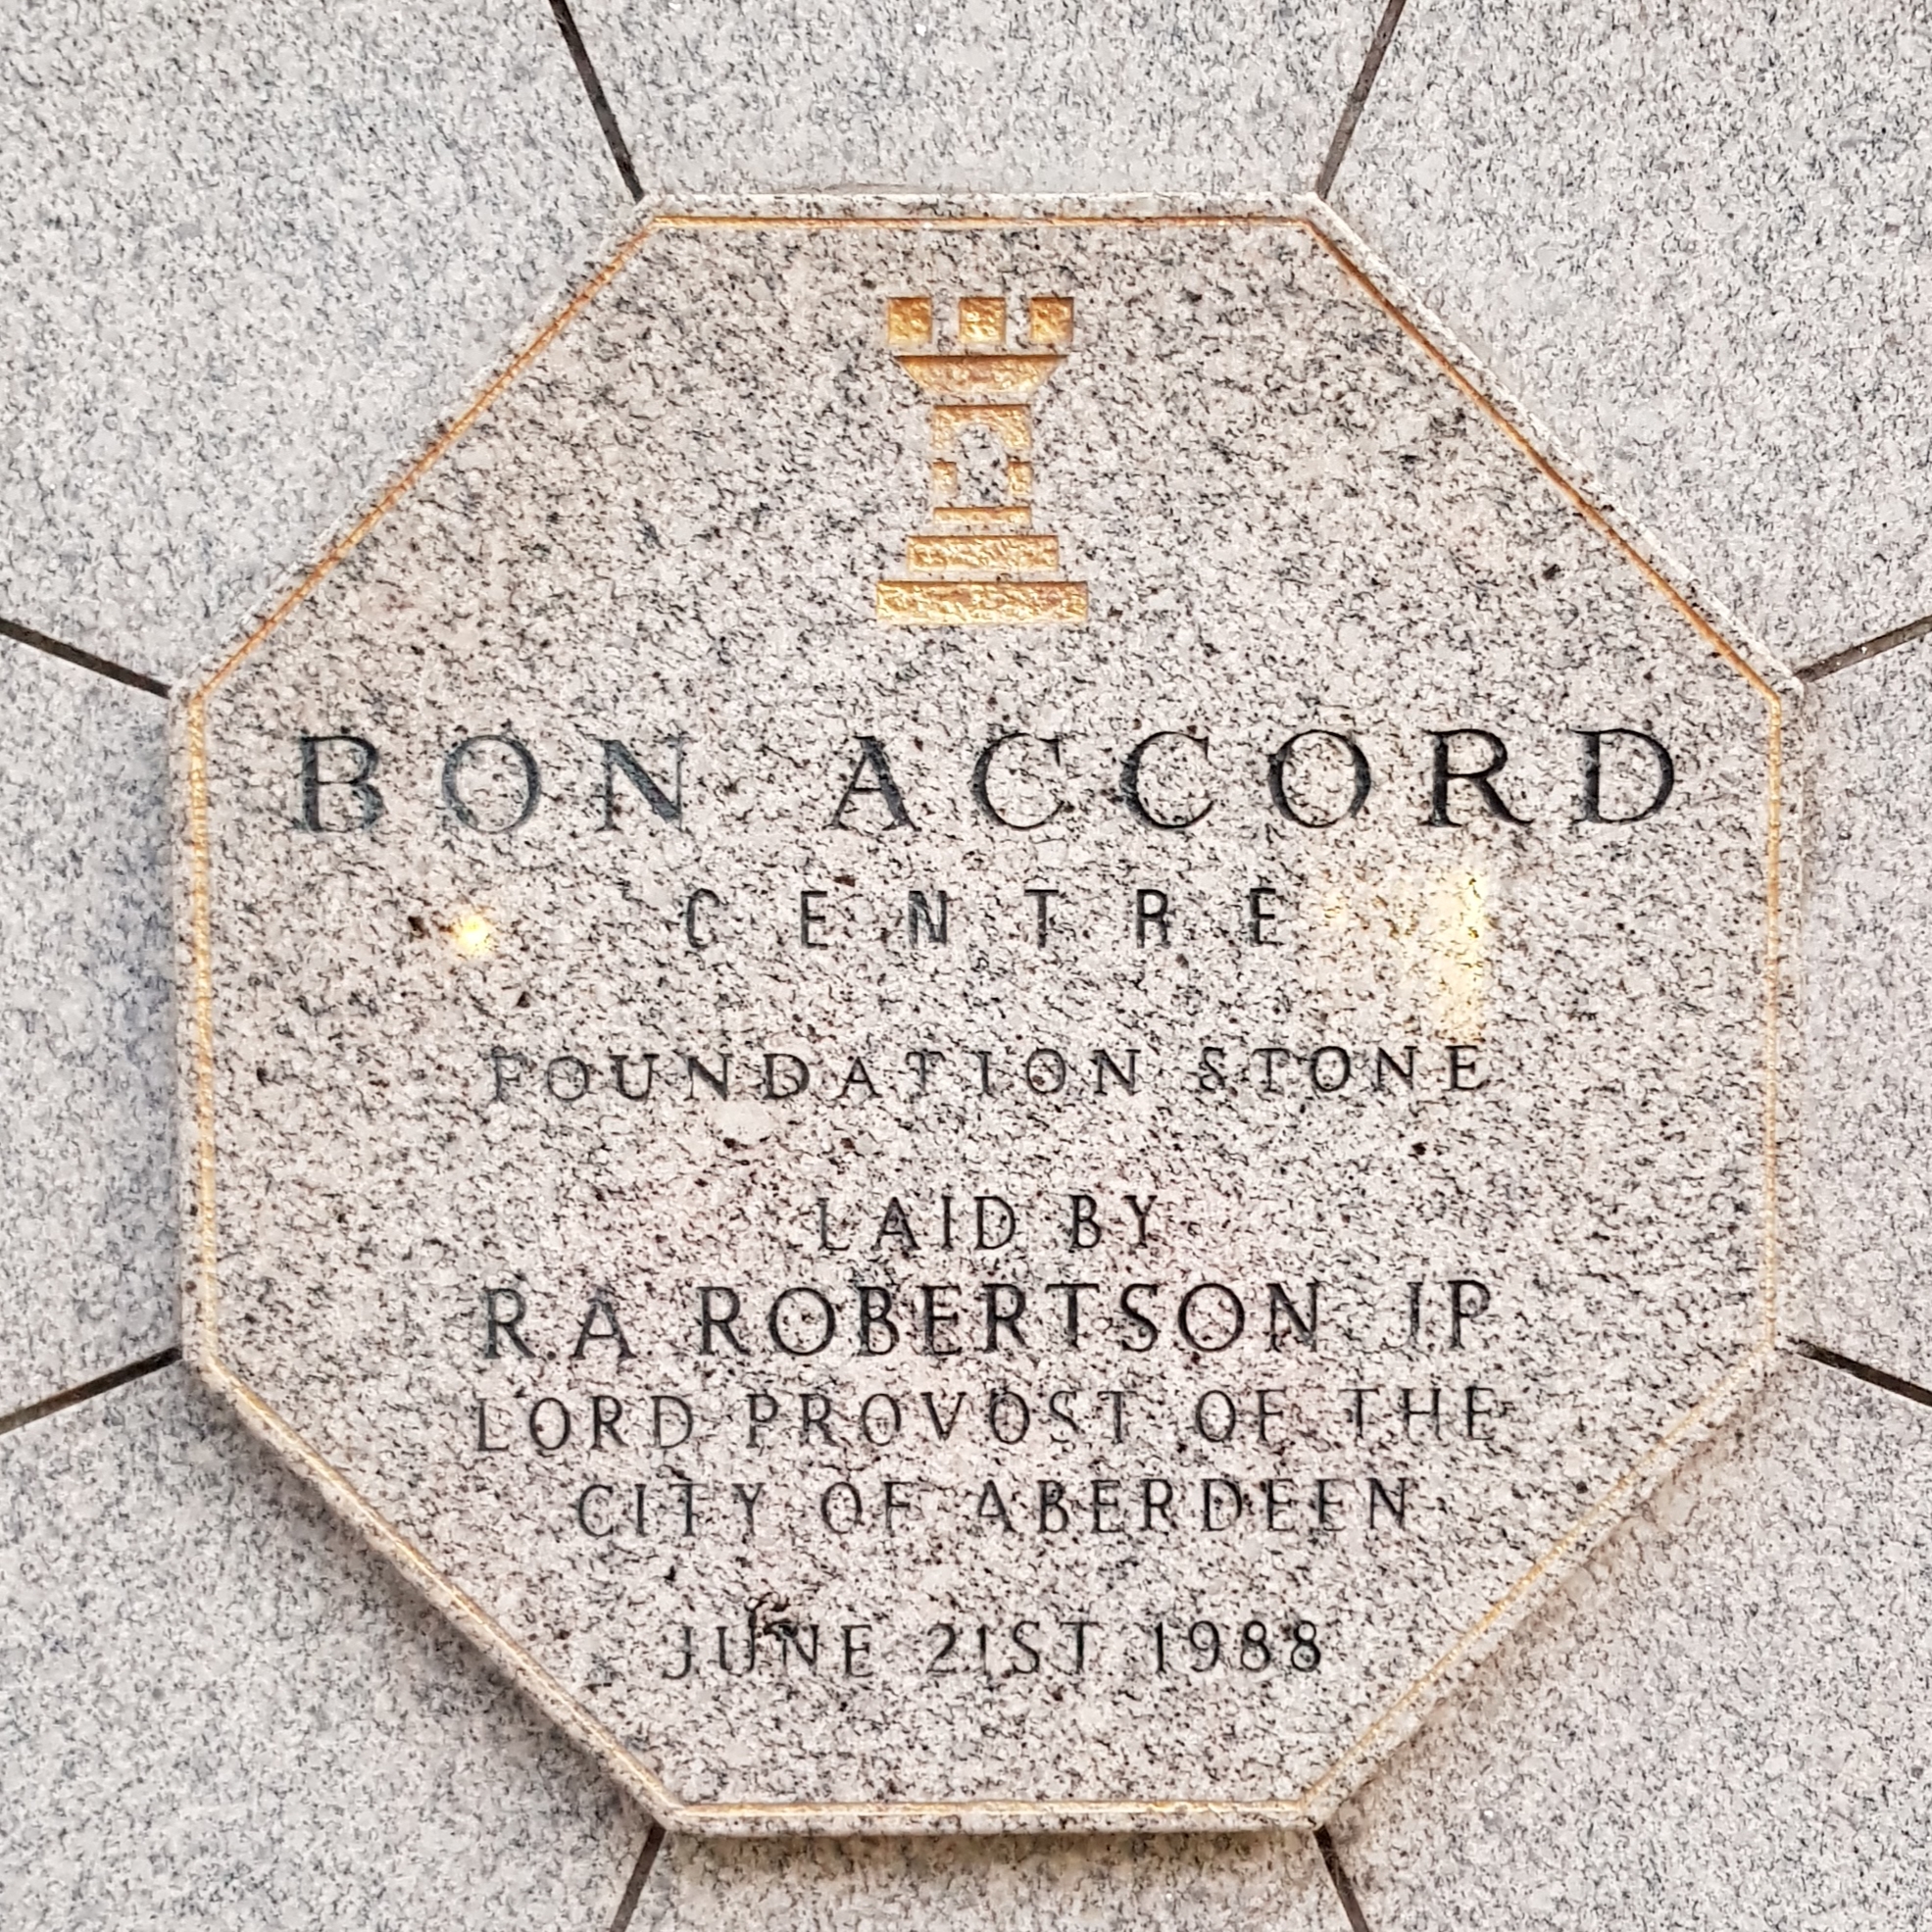 BON ACCORD
CENTRE
FOUNDATION STONE
LAID BY
R.A ROBERTSON JP
LORD PROVOST OF THE
CITY OF ABERDEEN
JUNE 21ST 1988